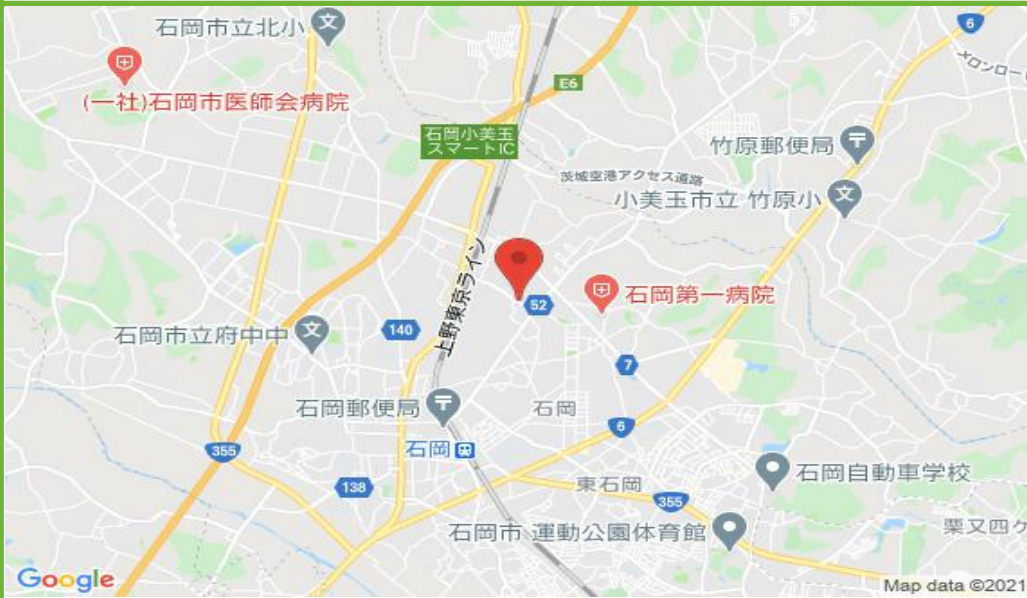 石岡市立北小
6
メロンロー
(一社)石岡市医師会病院
E6
石岡小美玉
スマートIC
竹原郵便局
茨城空港アクセス道路
小美玉市立 竹原小
上野東京ライン
52
石岡第一病院
石岡市立府中中
140
7
石岡郵便局
石岡
6
355
石岡
石岡自動車学校
138
東石岡
355
石岡市 運動公園体育館
栗又四ケ
Google
Map data ©2021